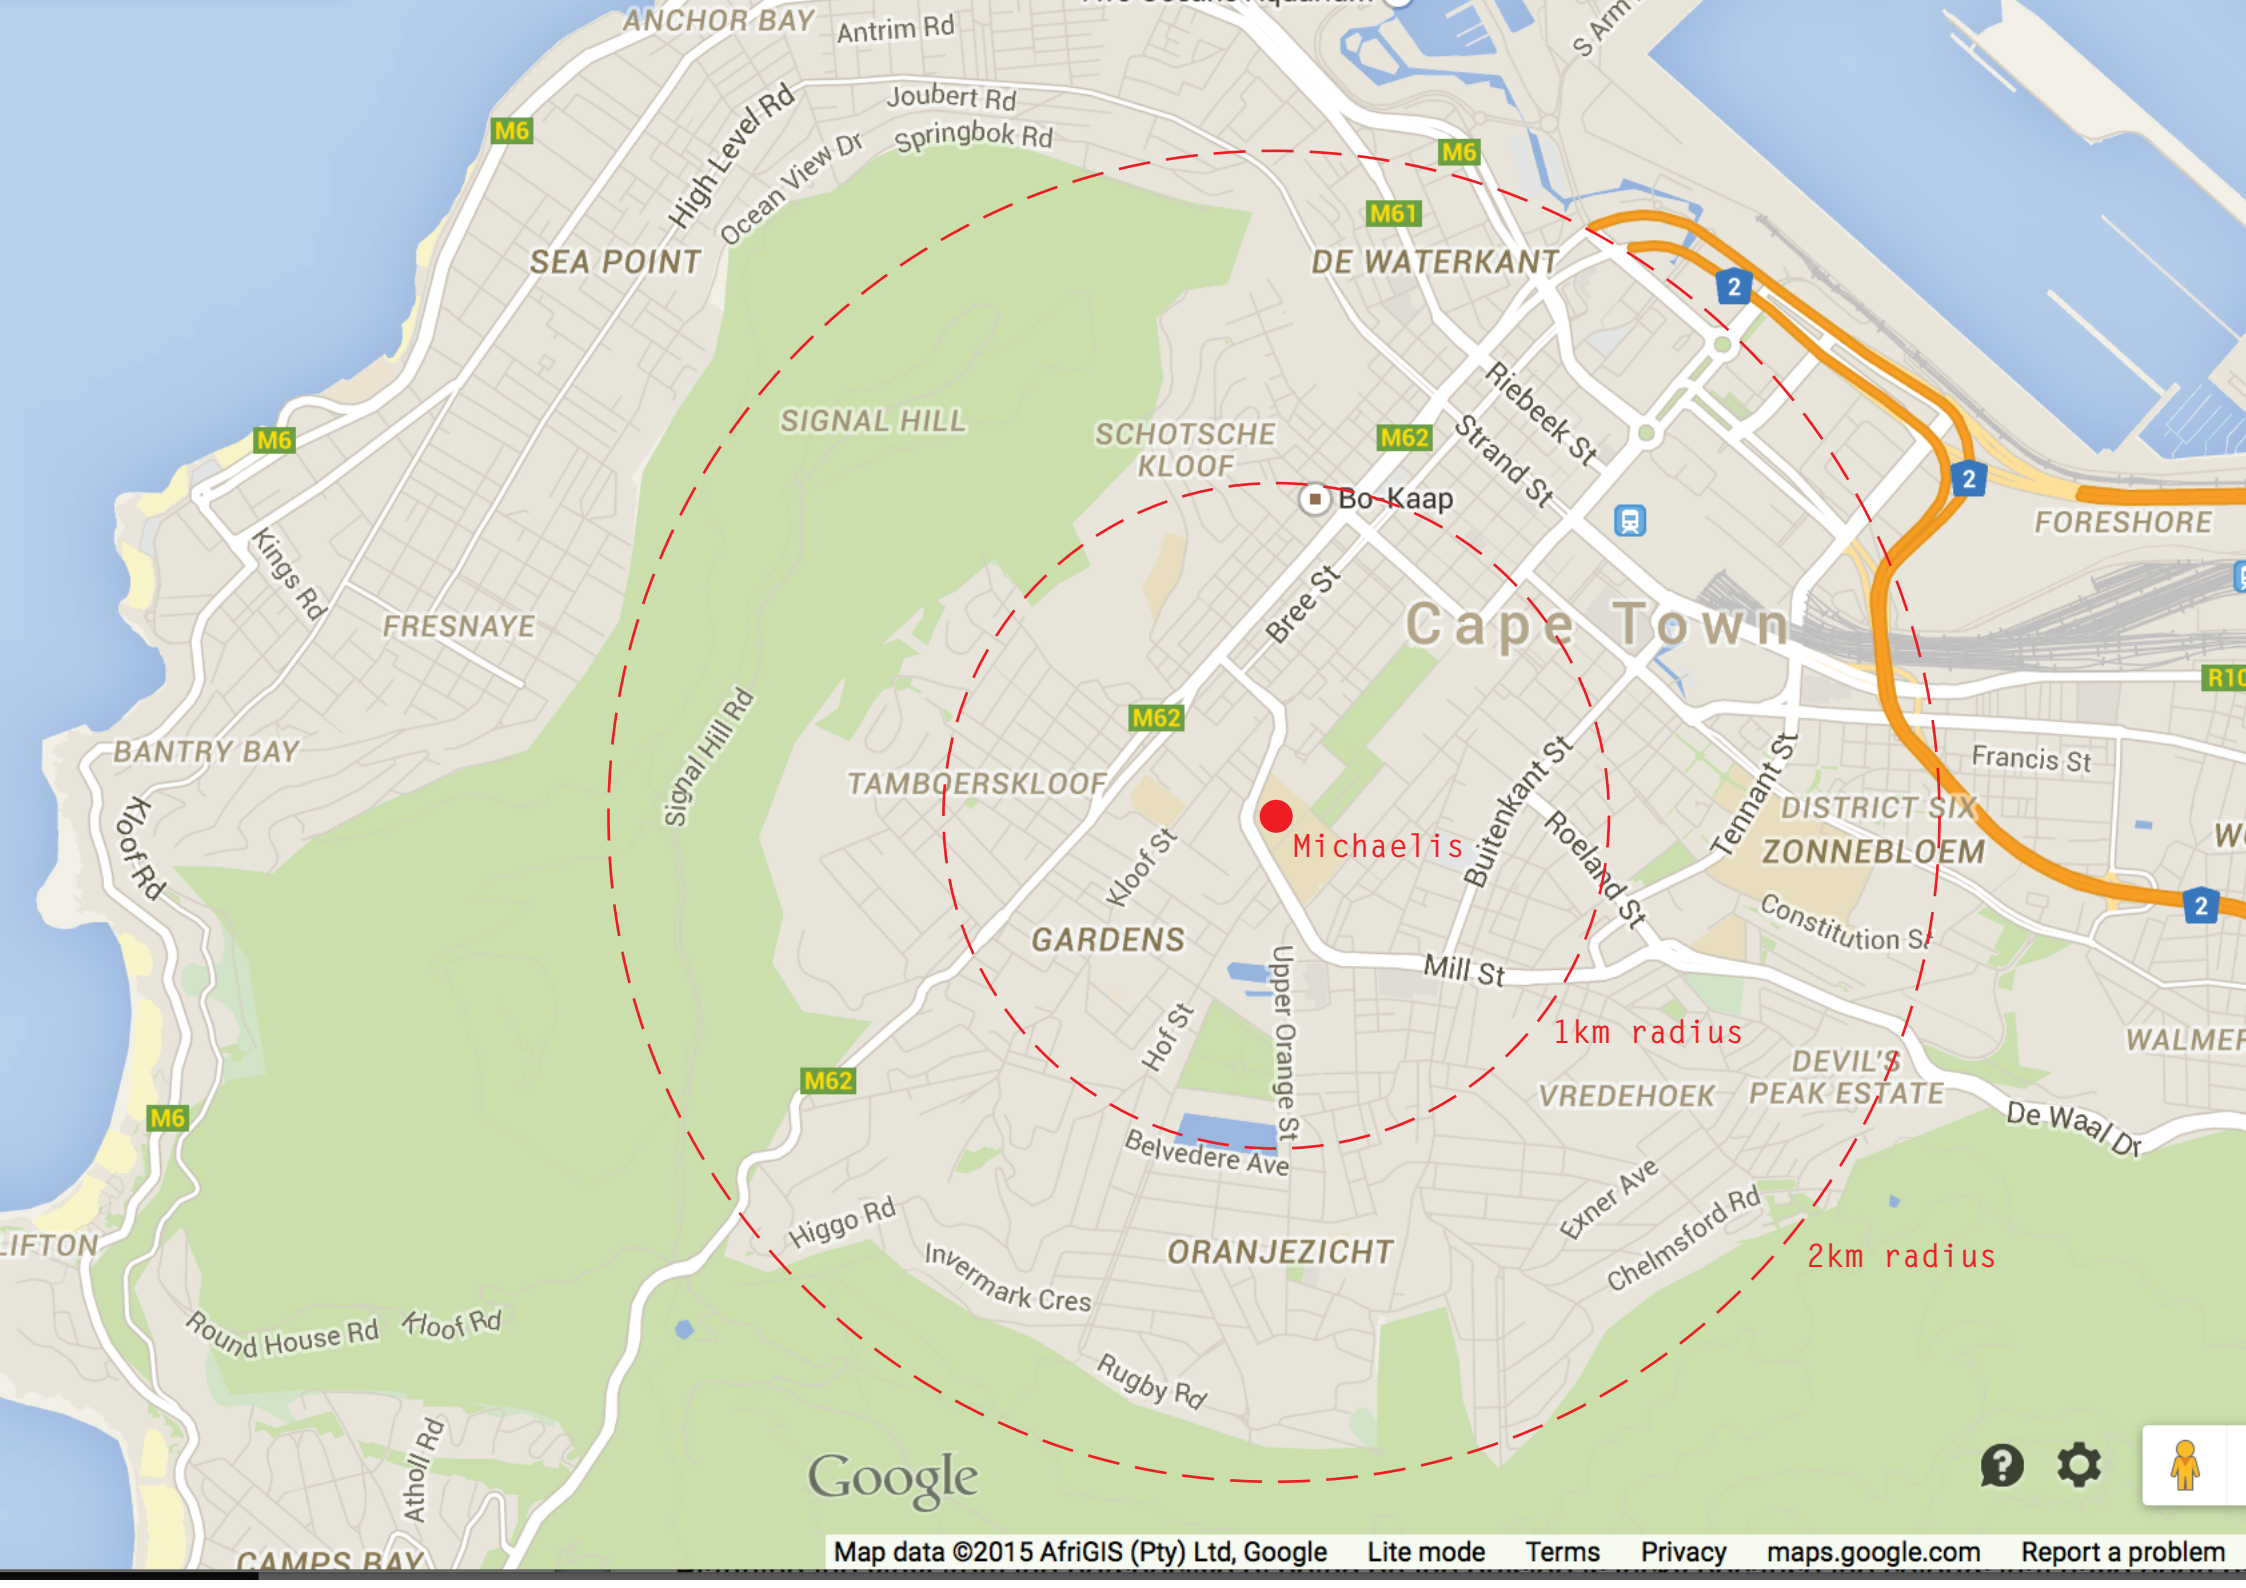 ANCHOR BAY
Antrim Rd
S Arm
M6
High Level Rd
Joubert Rd
Ocean View Dr
Springbok Rd
M6
M61
SEA POINT
DE WATERKANT
2
SIGNAL HILL
SCHOTSCHE
KLOOF
M6
M62
Riebeek St
Strand St
2
Bo-Kaap
FORESHORE
Kings Rd
FRESNAYE
Bree St
Cape Town
R10
M62
Signal Hill Rd
BANTRY BAY
TAMBOERSKLOOF
Francis St
Tennant St
Buitenkant St
DISTRICT SIX
Kloof Rd
Michaelis
Roeland St
ZONNEBLOEM
Kloof St
2
Constitution St
GARDENS
Mill St
Upper Orange St
Hof St
1km radius
WALMER
DEVIL'S
PEAK ESTATE
VREDEHOEK
M62
M6
De Waal Dr
Belvedere Ave
Exner Ave
Chelmsford Rd
Higgo Rd
LIFTON
ORANJEZICHT
2km radius
Invermark Cres
Round House Rd
Kloof Rd
Rugby Rd
Atholl Rd
Google
CAMPS BAY
Map data ©2015 AfriGIS (Pty) Ltd, Google Lite mode Terms Privacy maps.google.com Report a problem